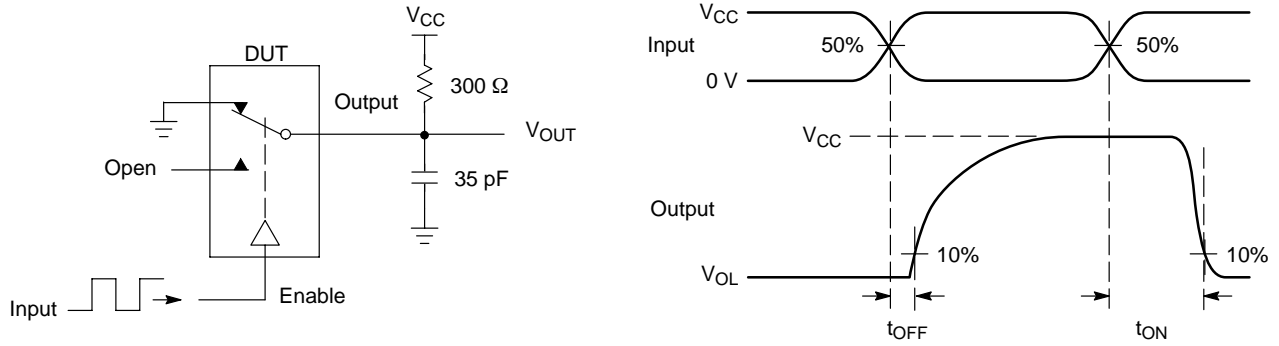 VCC
DUT
Output
300 Ω
VOUT
Open
35 pF
Input
Enable
VCC
Input
50%
50%
0 V
VCC
Output
10%
10%
VOL
tOFF
tON